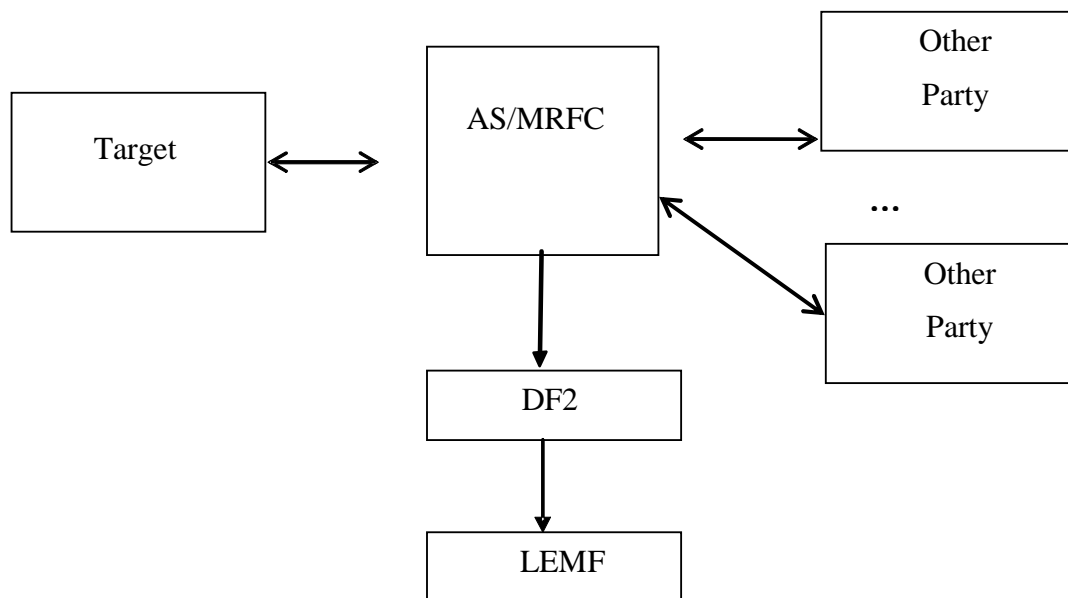 Target
AS/MRFC
Other
Party
...
Other
Party
DF2
LEMF